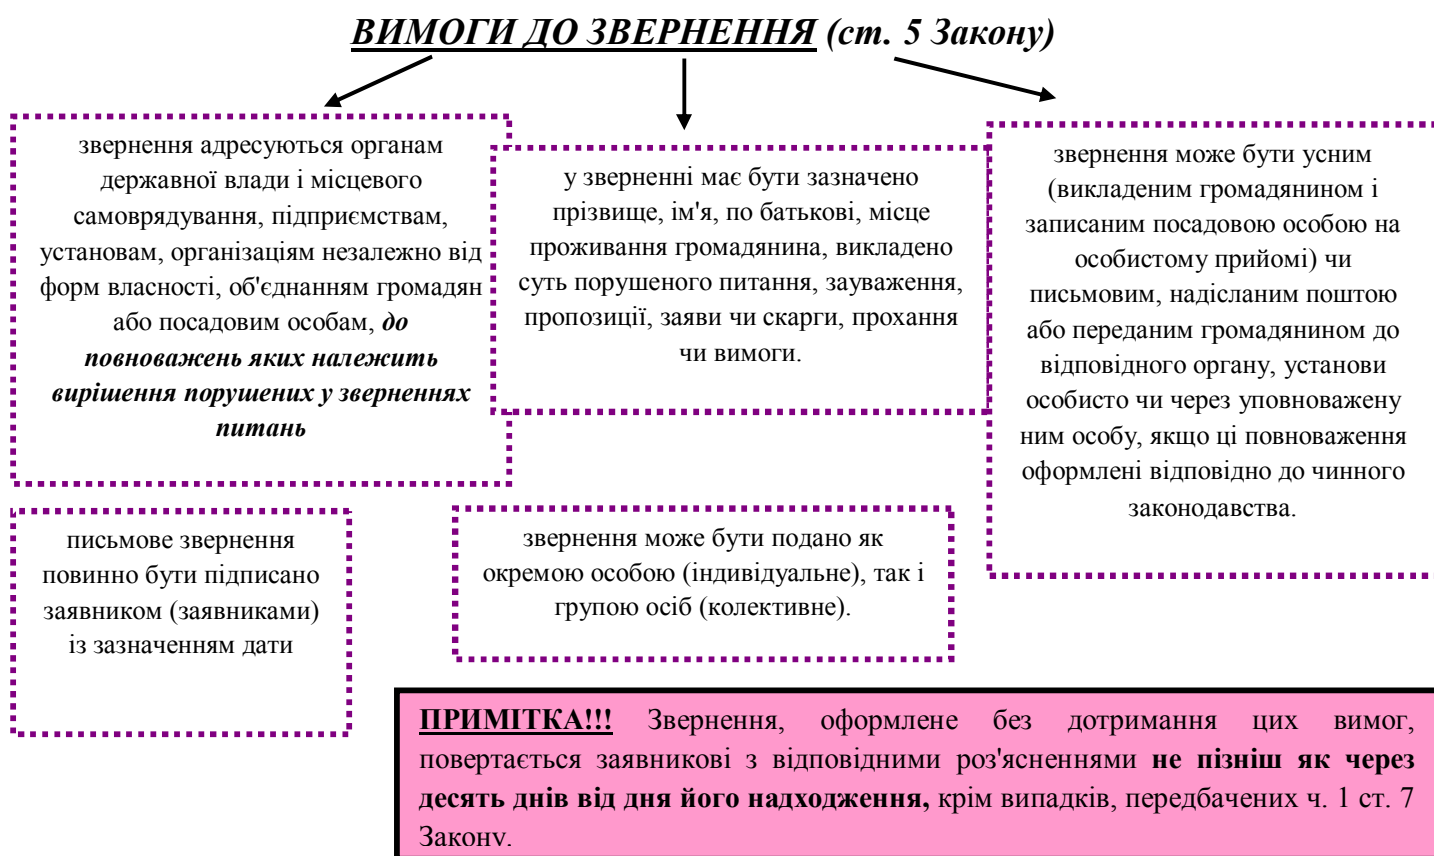 ВИМОГИ ДО ЗВЕРНЕННЯ (ст. 5 Закону)
звернення адресуються органам
державної влади і місцевого
самоврядування, підприємствам,
установам, організаціям незалежно від
форм власності, об'єднанням громадян
або посадовим особам, до
повноважень яких належить
вирішення порушених у зверненнях
питань
у зверненні має бути зазначено
прізвище, ім'я, по батькові, місце
проживання громадянина, викладено
суть порушеного питання, зауваження,
пропозиції, заяви чи скарги, прохання
чи вимоги.
звернення може бути усним
(викладеним громадянином і
записаним посадовою особою на
особистому прийомі) чи
письмовим, надісланим поштою
або переданим громадянином до
відповідного органу, установи
особисто чи через уповноважену
ним особу, якщо ці повноваження
оформлені відповідно до чинного
законодавства.
письмове звернення
повинно бути підписано
заявником (заявниками)
із зазначенням дати
звернення може бути подано як
окремою особою (індивідуальне), так і
групою осіб (колективне).
ПРИМІТКА!!! Звернення, оформлене без дотримання цих вимог,
повертається заявникові з відповідними роз'ясненнями не пізніш як через
десять днів від дня його надходження, крім випадків, передбачених ч. 1 ст. 7
Закону.